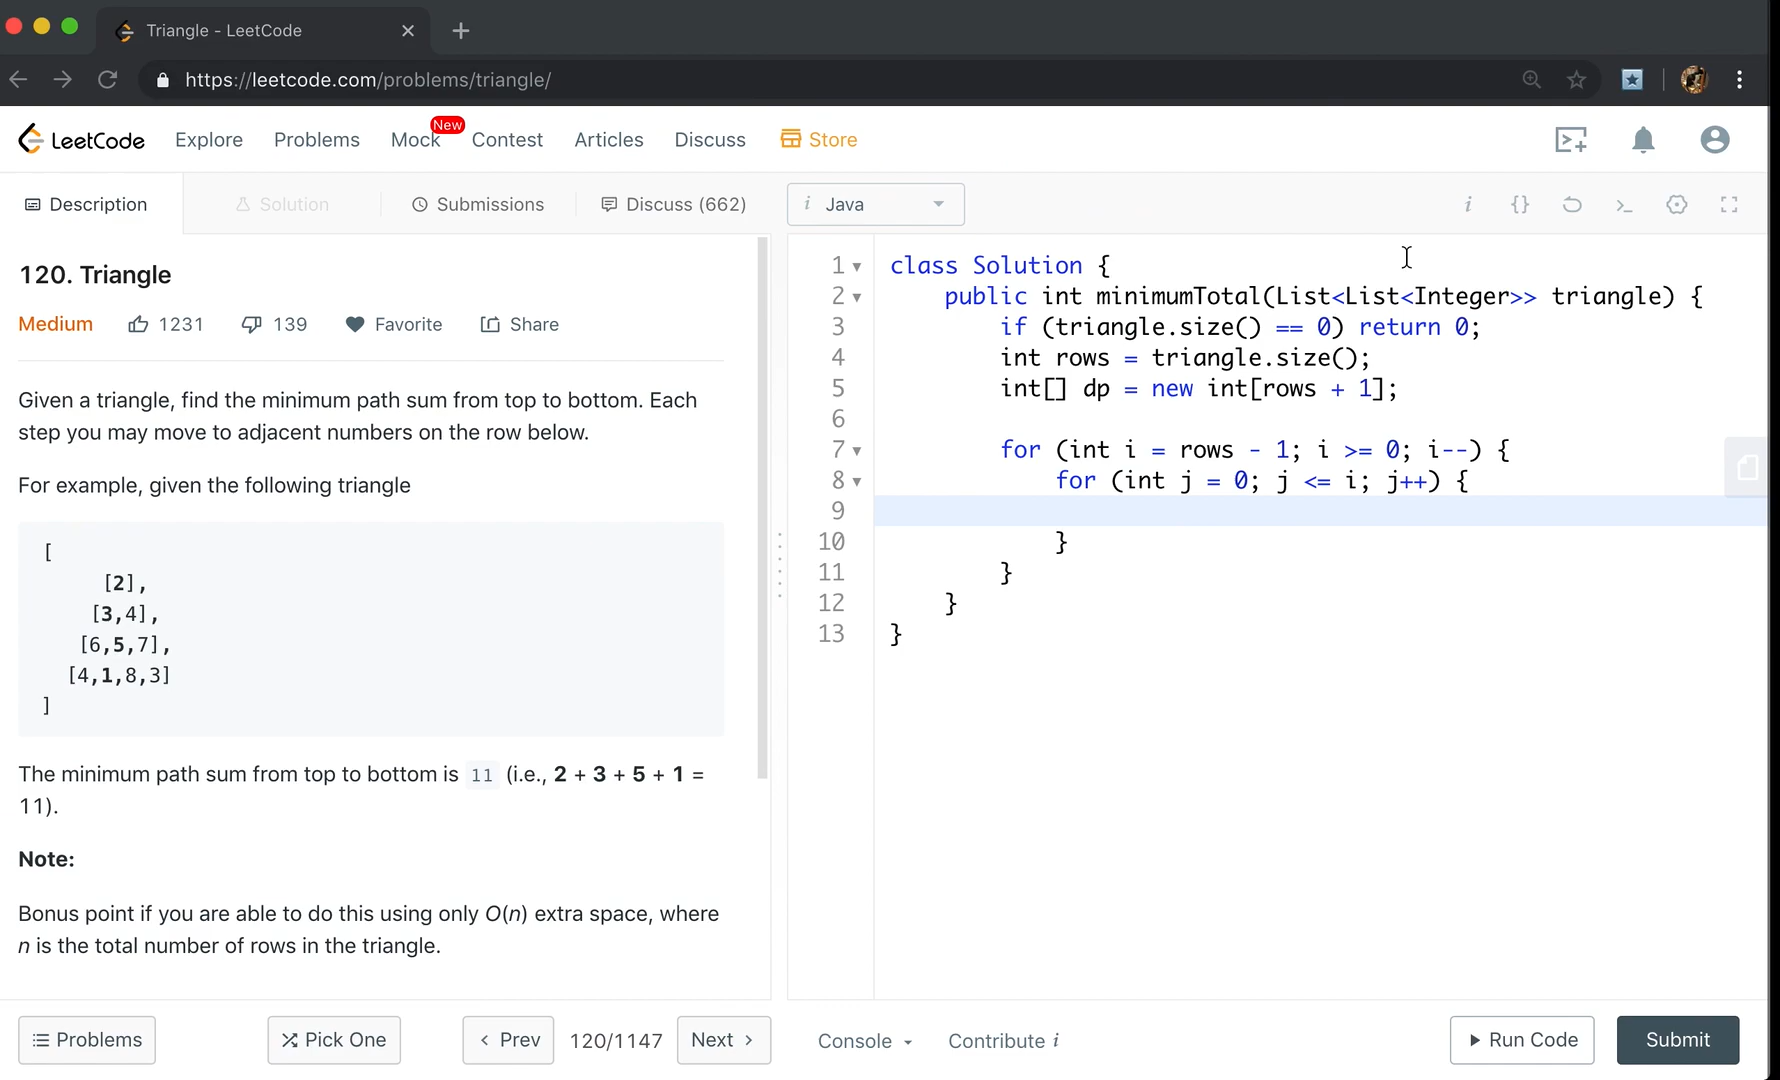 Triangle - LeetCode
https://leetcode.com/problems/triangle/
LeetCode Explore Problems Mock New Contest Articles Discuss Store
Description Solution Submissions Discuss (662)
120. Triangle
Medium 1231 139 Favorite Share
Given a triangle, find the minimum path sum from top to bottom. Each
step you may move to adjacent numbers on the row below.
For example, given the following triangle
[
[2],
[3,4],
[6,5,7],
[4,1,8,3]
]
The minimum path sum from top to bottom is 11 (i.e., 2 + 3 + 5 + 1 =
11).
Note:
Bonus point if you are able to do this using only O(n) extra space, where
n is the total number of rows in the triangle.
i Java
i {} >_
1 class Solution {
2 public int minimumTotal(List<List<Integer>> triangle) {
3 if (triangle.size() == 0) return 0;
4 int rows = triangle.size();
5 int[] dp = new int[rows + 1];
6
7 for (int i = rows - 1; i >= 0; i--) {
8 for (int j = 0; j <= i; j++) {
9
10 }
11 }
12 }
13 }
Problems Pick One Prev 120/1147 Next Console Contribute i Run Code Submit